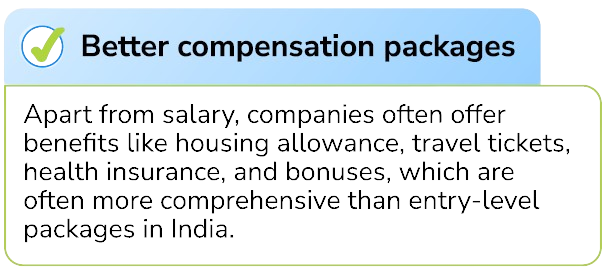 Better compensation packages
Apart from salary, companies often offer
benefits like housing allowance, travel tickets,
health insurance, and bonuses, which are
often more comprehensive than entry-level
packages in India.